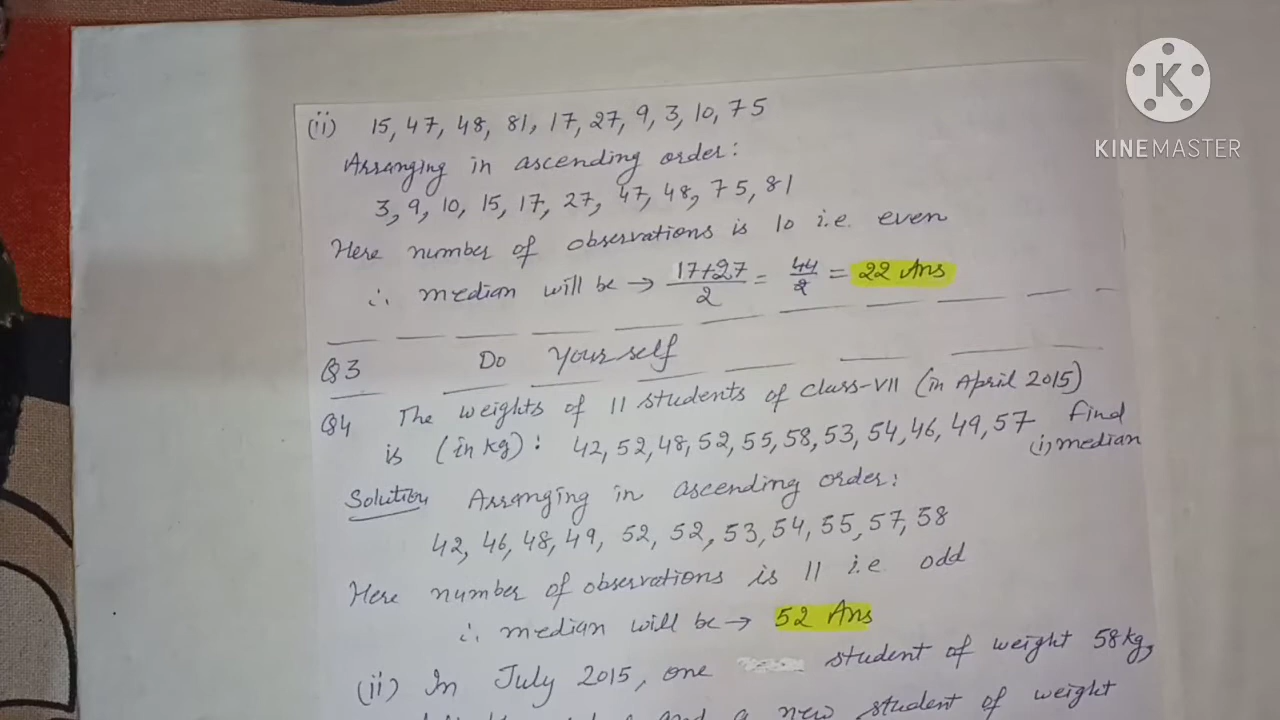 K
KINEMASTER
(ii) 15, 47, 48, 81, 17, 27, 9, 3, 10, 75
Arranging in ascending order:
3, 9, 10, 15, 17, 27, 47, 48, 75, 81
Here number of observations is 10 i.e. even
∴ median will be → 17+27/2 = 44/2 = 22 Ans
Q3 Do Yourself
Q4 The weights of 11 students of class-VII (in April 2015)
is (in kg): 42, 52, 48, 52, 55, 58, 53, 54, 46, 49, 57 Find
(i) median
Solution Arranging in ascending order:
42, 46, 48, 49, 52, 52, 53, 54, 55, 57, 58
Here number of observations is 11 i.e odd
∴ median will be → 52 Ans
(ii) In July 2015, one student of weight 58kg,
and a new student of weight